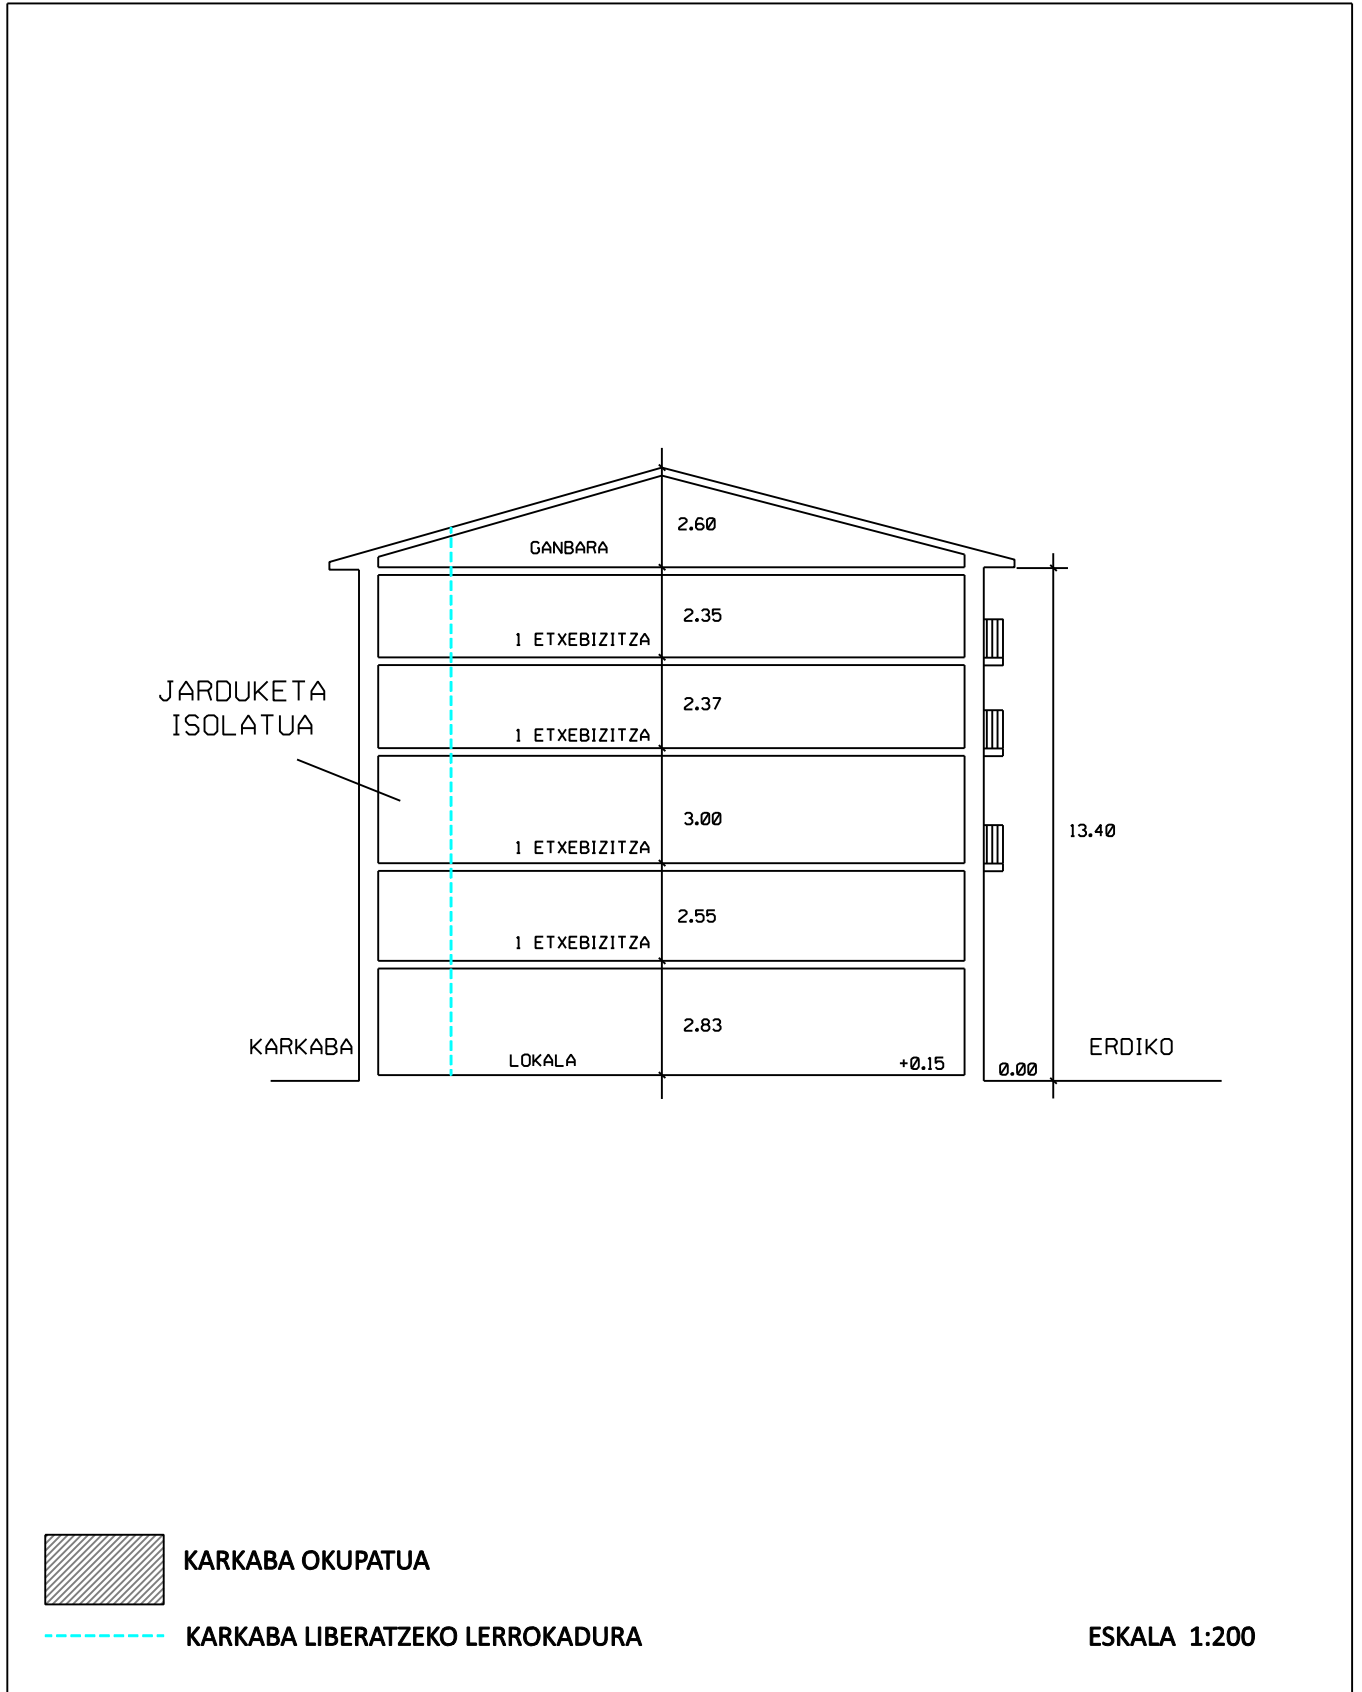 2.60
GANBARA
2.35
1 ETXEBIZITZA
JARDUKETA
ISOLATUA
2.37
1 ETXEBIZITZA
3.00
1 ETXEBIZITZA
13.40
2.55
1 ETXEBIZITZA
2.83
KARKABA
LOKALA
+0.15
0.00
ERDIKO
KARKABA OKUPATUA
KARKABA LIBERATZEKO LERROKADURA
ESKALA 1:200